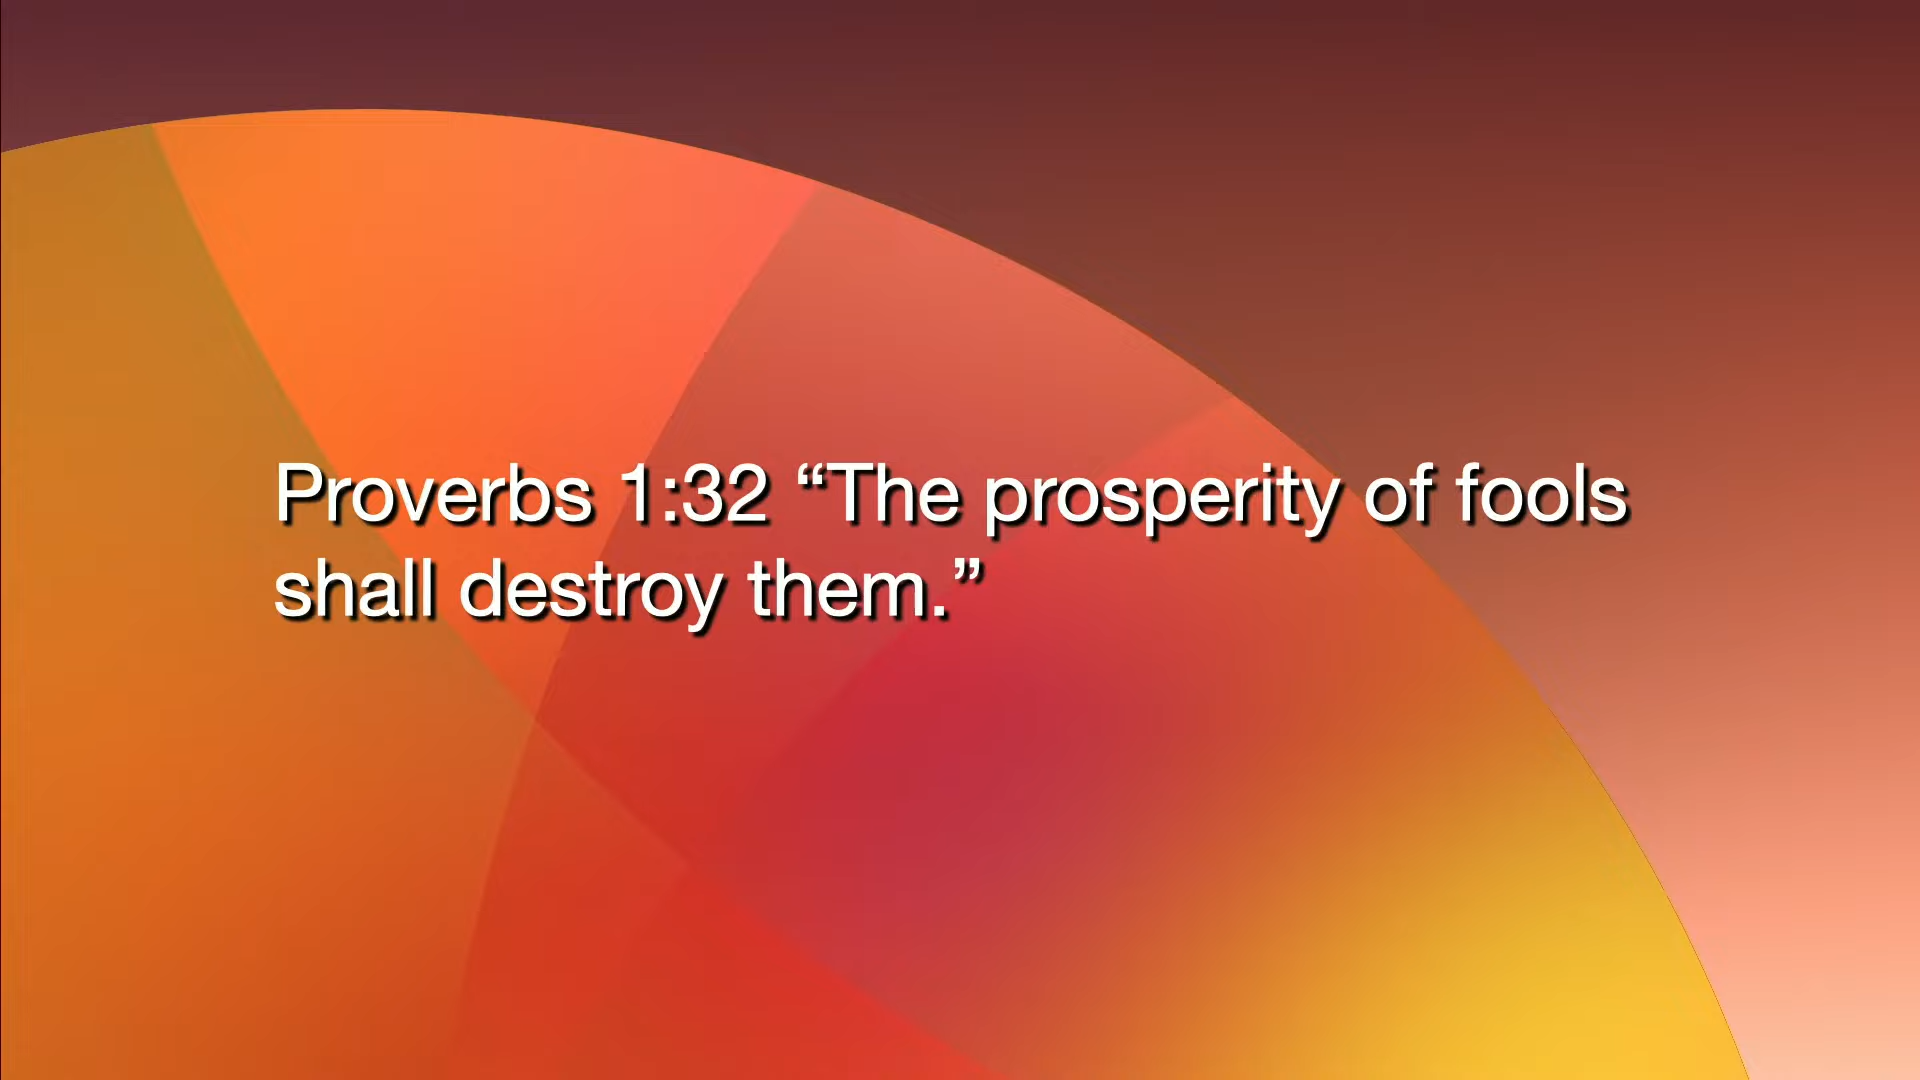 Proverbs 1:32 “The prosperity of fools
shall destroy them.”